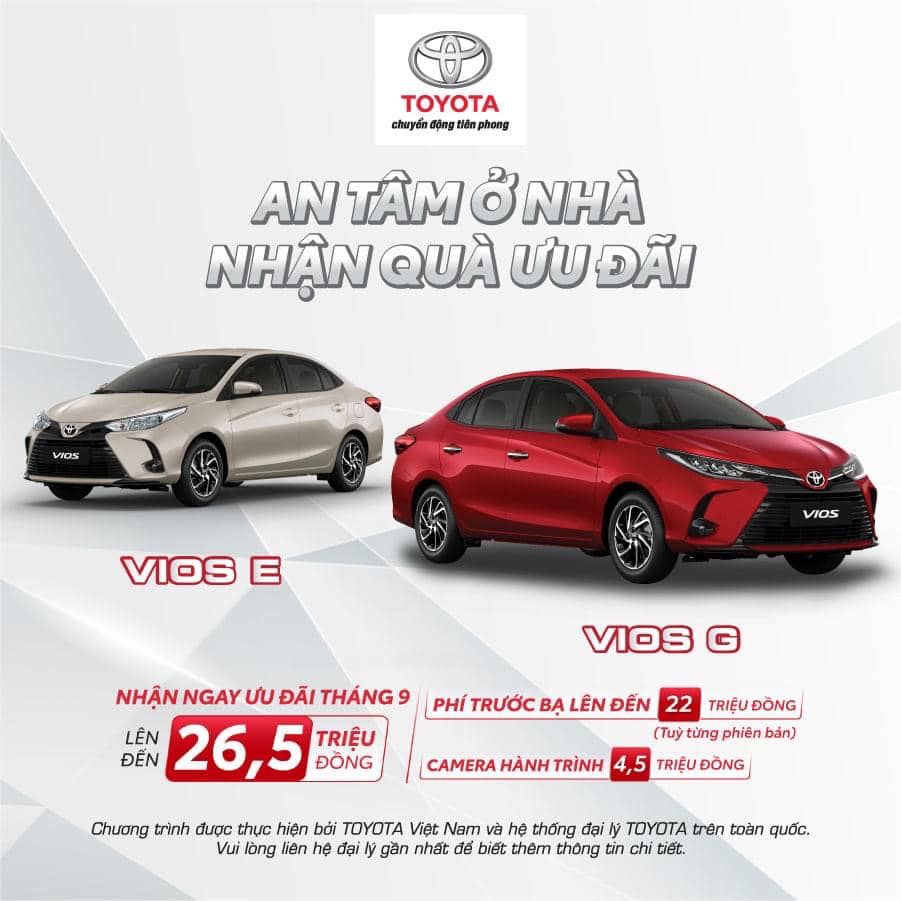 TOYOTA
chuyển động tiên phong
AN TÂM Ở NHÀ
NHẬN QUÀ ƯU ĐÃI
VIOS
VIOS
VIOS E
VIOS G
NHẬN NGAY ƯU ĐÃI THÁNG 9
LÊN ĐẾN 26,5 TRIỆU ĐỒNG
PHÍ TRƯỚC BẠ LÊN ĐẾN 22 TRIỆU ĐỒNG
(Tuỳ từng phiên bản)
CAMERA HÀNH TRÌNH 4,5 TRIỆU ĐỒNG
Chương trình được thực hiện bởi TOYOTA Việt Nam và hệ thống đại lý TOYOTA trên toàn quốc.
Vui lòng liên hệ đại lý gần nhất để biết thêm thông tin chi tiết.